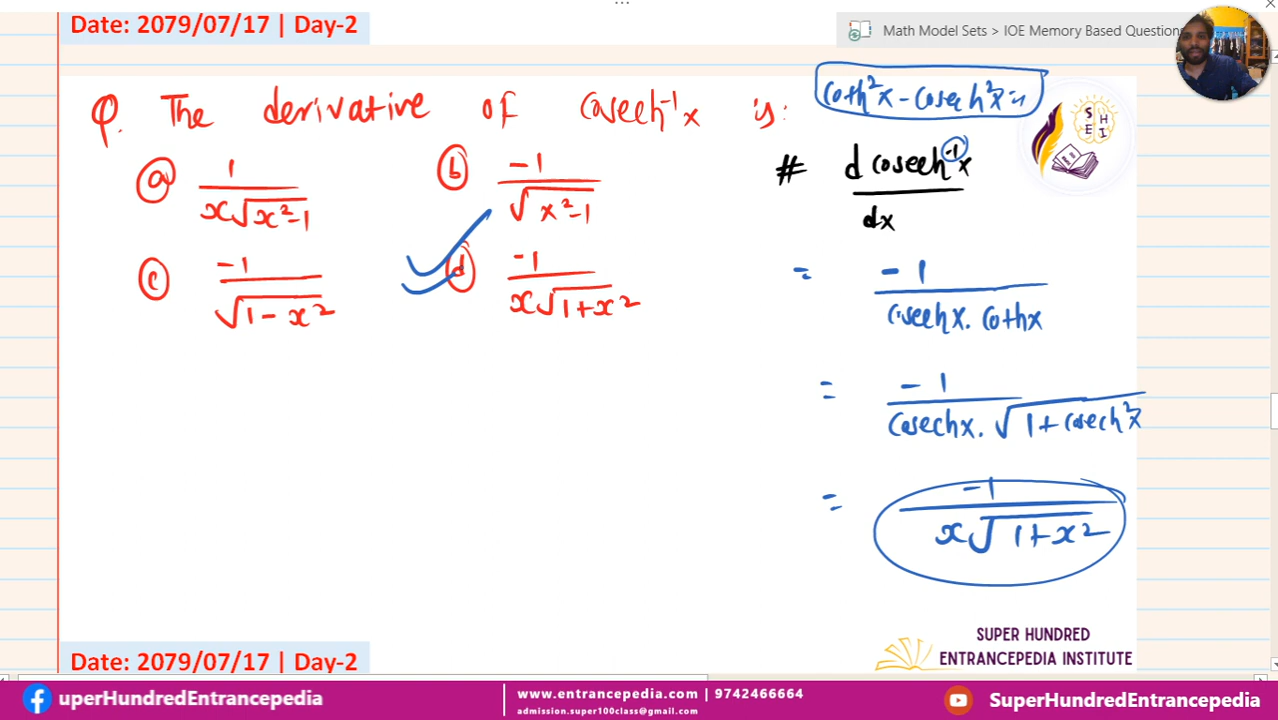 Date: 2079/07/17 | Day-2
Math Model Sets > IOE Memory Based Question
coth²x - cosech²x = 1
Q. The derivative of cosech⁻¹x is:
(a) 1/(x√(x²-1))
(b) -1/√(x²-1)
(c) -1/√(1-x²)
(d) -1/(x√(1+x²))
# d cosech⁻¹x / dx
= -1/(cosechx. cothx)
= -1/(cosechx. √(1+cosech²x))
= -1/(x√(1+x²))
S H
E I
SUPER HUNDRED
ENTRANCEPEDIA INSTITUTE
Date: 2079/07/17 | Day-2
uperHundredEntrancepedia
www.entrancepedia.com | 9742466664
admission.super100class@gmail.com
SuperHundredEntrancepedia